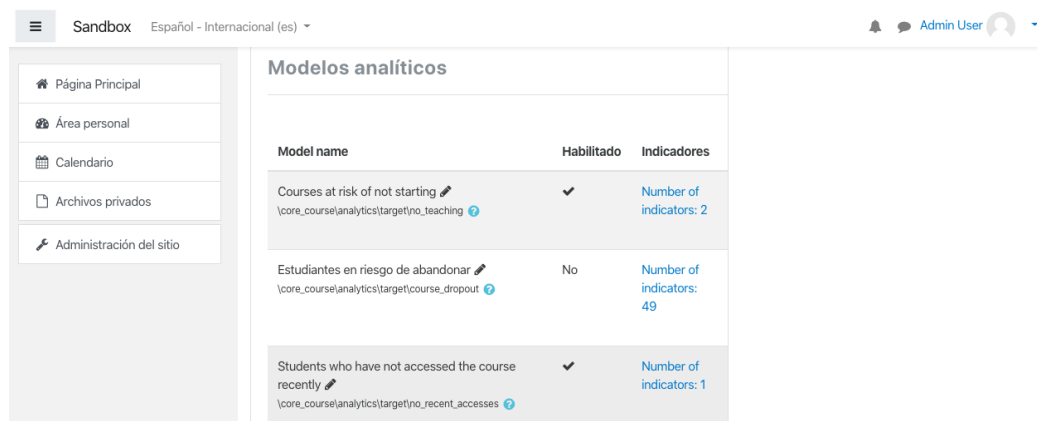 Sandbox Español - Internacional (es) Admin User
Página Principal
Área personal
Calendario
Archivos privados
Administración del sitio
Modelos analíticos
Model name Habilitado Indicadores
Courses at risk of not starting
\core_course\analytics\target\no_teaching
Number of
indicators: 2
Estudiantes en riesgo de abandonar
\core_course\analytics\target\course_dropout
No
Number of
indicators:
49
Students who have not accessed the course
recently
\core_course\analytics\target\no_recent_accesses
Number of
indicators: 1